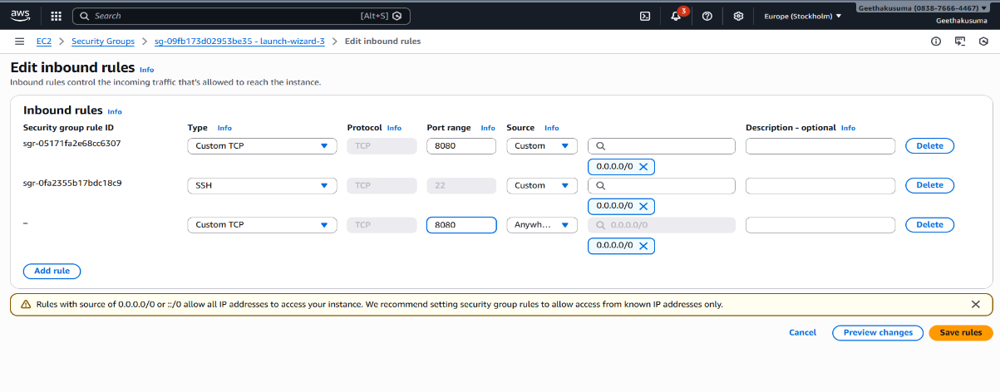 aws Search [Alt+S] 3 Europe (Stockholm) Geethakusuma (0838-7666-4467)
Geethakusuma
EC2 > Security Groups > sg-09fb173d02953be35 - launch-wizard-3 > Edit inbound rules
Edit inbound rules Info
Inbound rules control the incoming traffic that's allowed to reach the instance.
Inbound rules Info
Security group rule ID Type Info Protocol Info Port range Info Source Info Description - optional Info
sgr-05171fa2e68cc6307 Custom TCP TCP 8080 Custom Delete
0.0.0.0/0
sgr-0fa2355b17bdc18c9 SSH TCP 22 Custom Delete
0.0.0.0/0
– Custom TCP TCP 8080 Anywh... 0.0.0.0/0 Delete
0.0.0.0/0
Add rule
Rules with source of 0.0.0.0/0 or ::/0 allow all IP addresses to access your instance. We recommend setting security group rules to allow access from known IP addresses only.
Cancel Preview changes Save rules